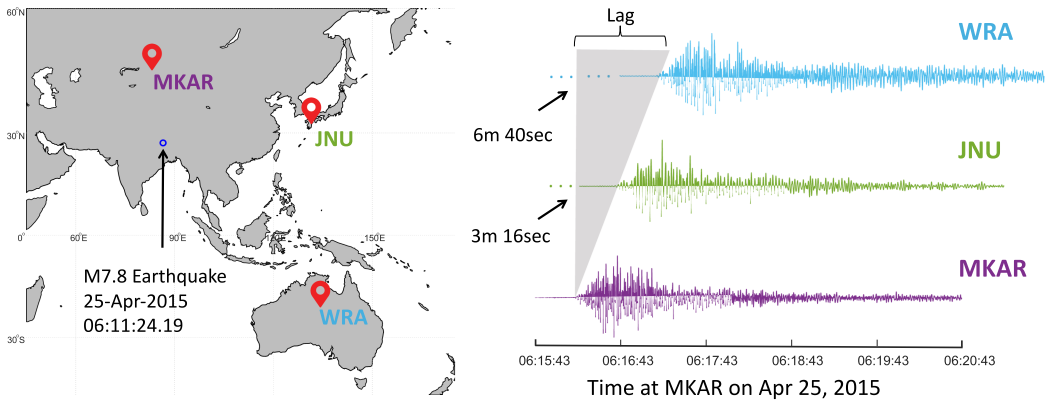 60°N
30°N
0°
60°E
90°E
120°E
150°E
30°S
MKAR
JNU
WRA
M7.8 Earthquake
25-Apr-2015
06:11:24.19
Lag
WRA
6m 40sec
JNU
3m 16sec
MKAR
06:15:43 06:16:43 06:17:43 06:18:43 06:19:43 06:20:43
Time at MKAR on Apr 25, 2015